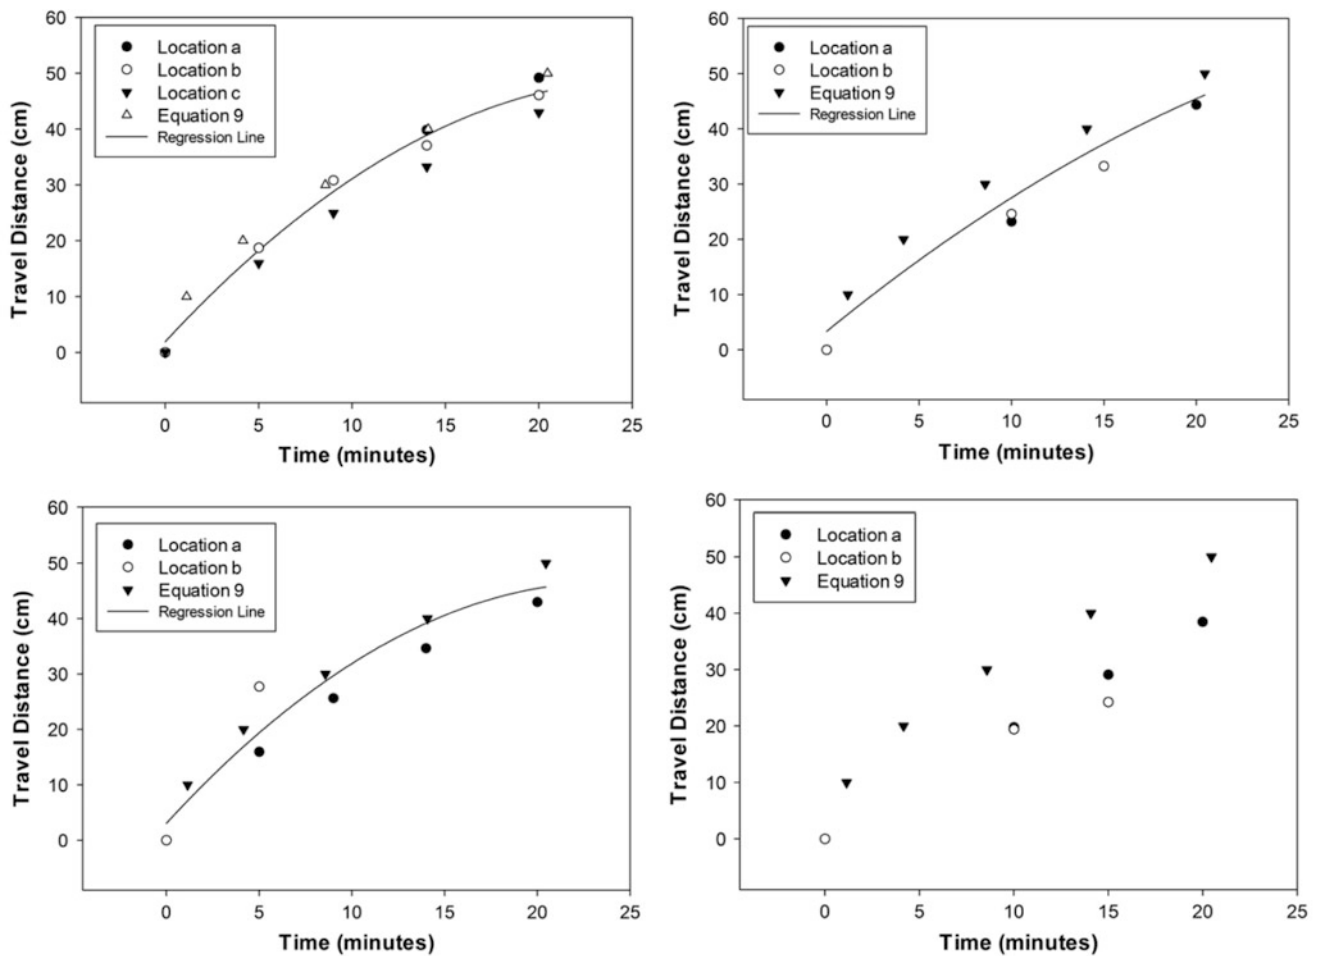 60
50
40
30
20
10
0
Travel Distance (cm)
Location a
Location b
Location c
Equation 9
Regression Line
0 5 10 15 20 25
Time (minutes)
60
50
40
30
20
10
0
Travel Distance (cm)
Location a
Location b
Equation 9
Regression Line
0 5 10 15 20 25
Time (minutes)
60
50
40
30
20
10
0
Travel Distance (cm)
Location a
Location b
Equation 9
Regression Line
0 5 10 15 20 25
Time (minutes)
60
50
40
30
20
10
0
Travel Distance (cm)
Location a
Location b
Equation 9
0 5 10 15 20 25
Time (minutes)